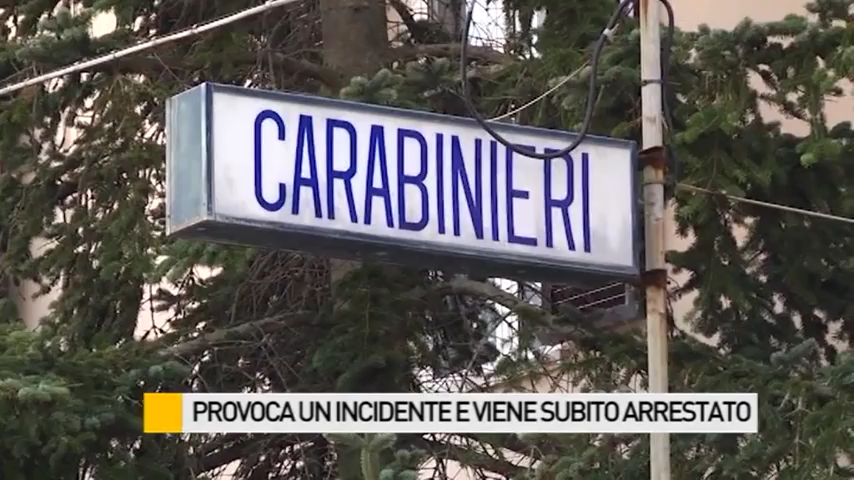 CARABINIERI
PROVOCA UN INCIDENTE E VIENE SUBITO ARRESTATO